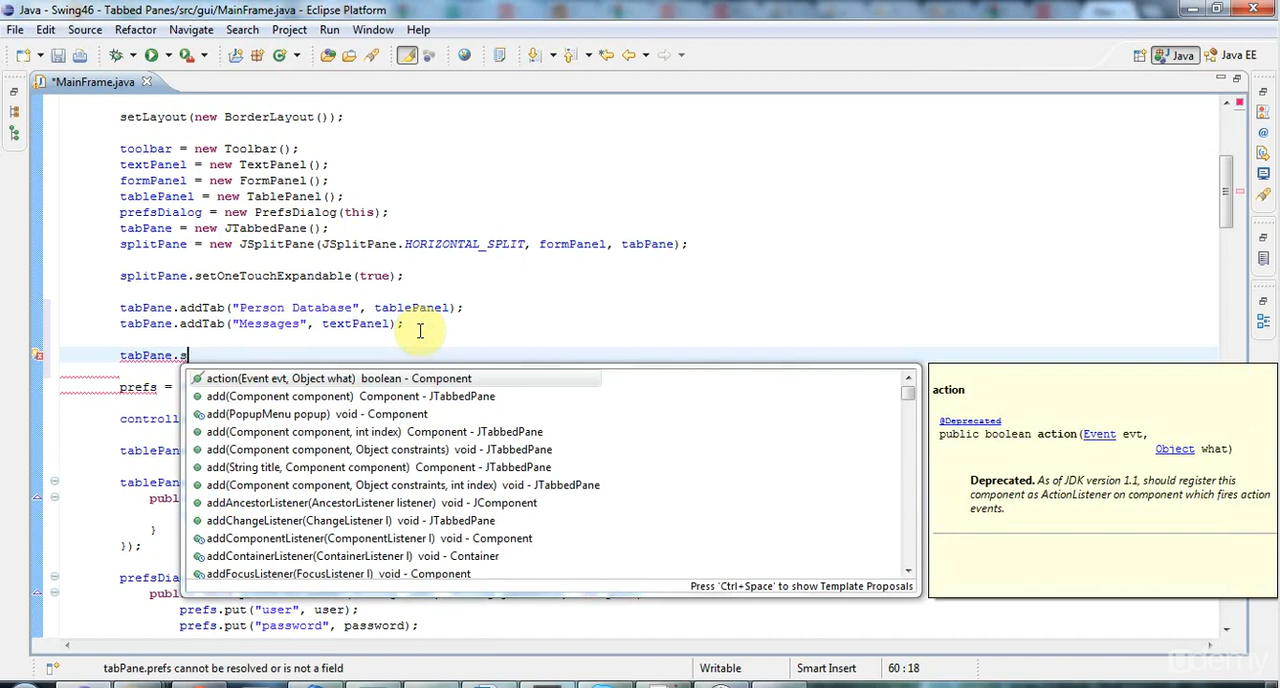 Java - Swing46 - Tabbed Panes/src/gui/MainFrame.java - Eclipse Platform
File Edit Source Refactor Navigate Search Project Run Window Help
Java Java EE
*MainFrame.java
setLayout(new BorderLayout());
toolbar = new Toolbar();
textPanel = new TextPanel();
formPanel = new FormPanel();
tablePanel = new TablePanel();
prefsDialog = new PrefsDialog(this);
tabPane = new JTabbedPane();
splitPane = new JSplitPane(JSplitPane.HORIZONTAL_SPLIT, formPanel, tabPane);
splitPane.setOneTouchExpandable(true);
tabPane.addTab("Person Database", tablePanel);
tabPane.addTab("Messages", textPanel);
tabPane.s
prefs =
controll
tableP
tableP
publ
}
});
prefsDia
publ
prefs.put("user", user);
prefs.put("password", password);
action(Event evt, Object what) boolean - Component
add(Component component) Component - JTabbedPane
add(PopupMenu popup) void - Component
add(Component component, int index) Component - JTabbedPane
add(Component component, Object constraints) void - JTabbedPane
add(String title, Component component) Component - JTabbedPane
add(Component component, Object constraints, int index) void - JTabbedPane
addAncestorListener(AncestorListener listener) void - JComponent
addChangeListener(ChangeListener l) void - JTabbedPane
addComponentListener(ComponentListener l) void - Component
addContainerListener(ContainerListener l) void - Container
addFocusListener(FocusListener l) void - Component
Press 'Ctrl+Space' to show Template Proposals
action
@Deprecated
public boolean action(Event evt,
Object what)
Deprecated. As of JDK version 1.1, should register this
component as ActionListener on component which fires action
events.
tabPane.prefs cannot be resolved or is not a field
Writable
Smart Insert
60 : 18
udemy